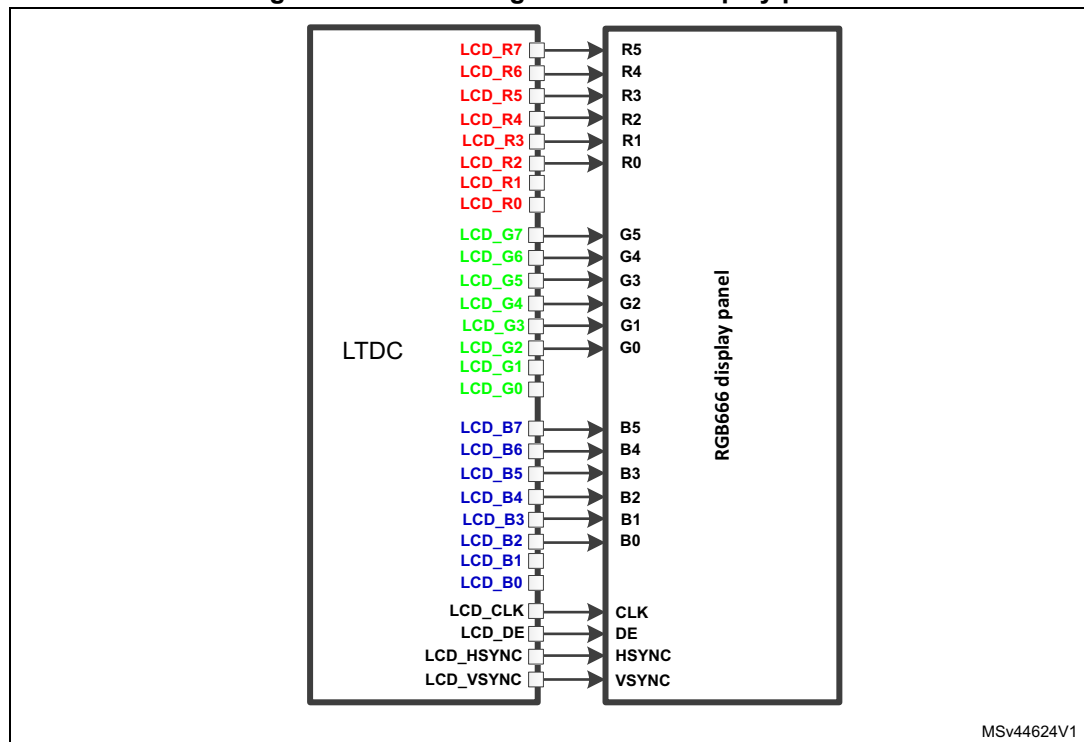 LCD_R7 R5
LCD_R6 R4
LCD_R5 R3
LCD_R4 R2
LCD_R3 R1
LCD_R2 R0
LCD_R1
LCD_R0
LCD_G7 G5
LCD_G6 G4
LCD_G5 G3
LCD_G4 G2
LCD_G3 G1
LTDC LCD_G2 G0
LCD_G1
LCD_G0
RGB666 display panel
LCD_B7 B5
LCD_B6 B4
LCD_B5 B3
LCD_B4 B2
LCD_B3 B1
LCD_B2 B0
LCD_B1
LCD_B0
LCD_CLK CLK
LCD_DE DE
LCD_HSYNC HSYNC
LCD_VSYNC VSYNC
MSv44624V1